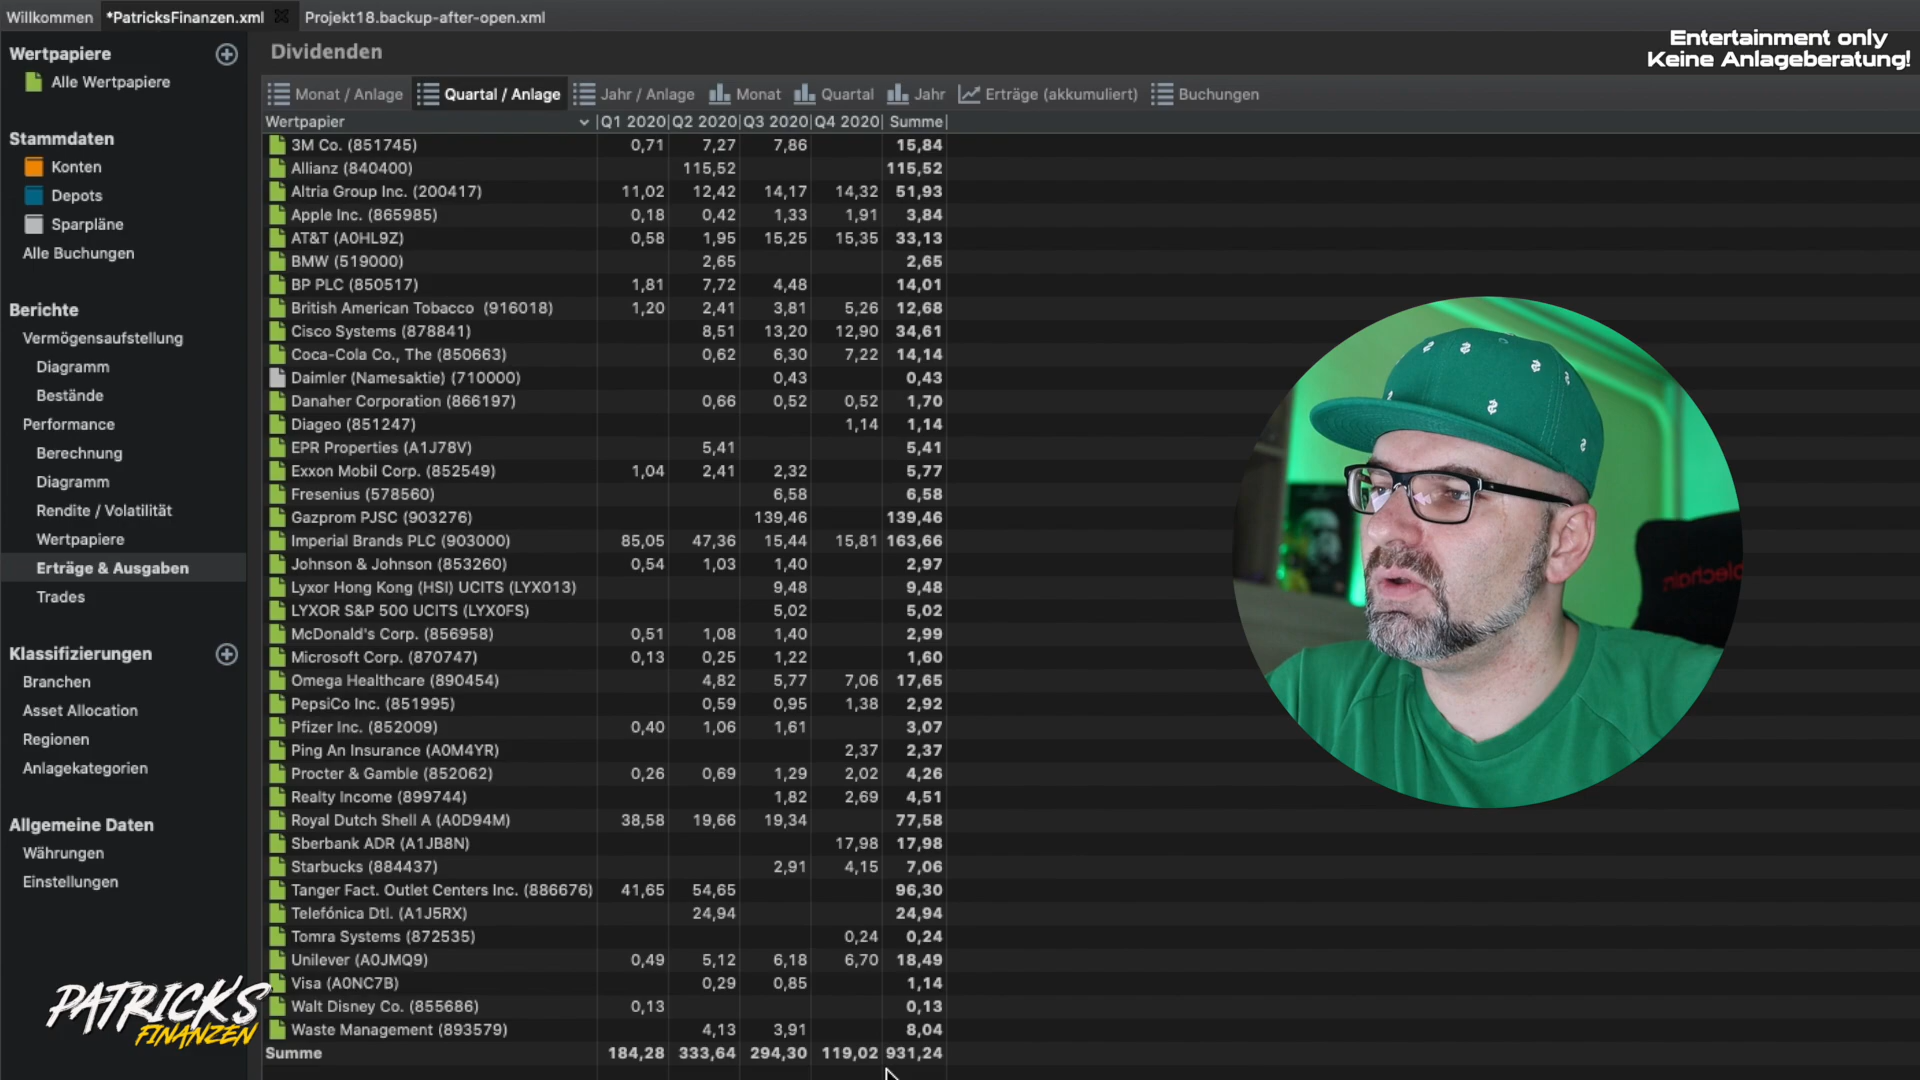 Willkommen *PatricksFinanzen.xml Projekt18.backup-after-open.xml
Entertainment only
Keine Anlageberatung!
Wertpapiere
Alle Wertpapiere
Stammdaten
Konten
Depots
Sparpläne
Alle Buchungen
Berichte
Vermögensaufstellung
Diagramm
Bestände
Performance
Berechnung
Diagramm
Rendite / Volatilität
Wertpapiere
Erträge & Ausgaben
Trades
Klassifizierungen
Branchen
Asset Allocation
Regionen
Anlagekategorien
Allgemeine Daten
Währungen
Einstellungen
PATRICKS
FINANZEN
Dividenden
Monat / Anlage Quartal / Anlage Jahr / Anlage Monat Quartal Jahr Erträge (akkumuliert) Buchungen
Wertpapier Q1 2020 Q2 2020 Q3 2020 Q4 2020 Summe
3M Co. (851745) 0,71 7,27 7,86 15,84
Allianz (840400) 115,52 115,52
Altria Group Inc. (200417) 11,02 12,42 14,17 14,32 51,93
Apple Inc. (865985) 0,18 0,42 1,33 1,91 3,84
AT&T (A0HL9Z) 0,58 1,95 15,25 15,35 33,13
BMW (519000) 2,65 2,65
BP PLC (850517) 1,81 7,72 4,48 14,01
British American Tobacco (916018) 1,20 2,41 3,81 5,26 12,68
Cisco Systems (878841) 8,51 13,20 12,90 34,61
Coca-Cola Co., The (850663) 0,62 6,30 7,22 14,14
Daimler (Namesaktie) (710000) 0,43 0,43
Danaher Corporation (866197) 0,66 0,52 0,52 1,70
Diageo (851247) 1,14 1,14
EPR Properties (A1J78V) 5,41 5,41
Exxon Mobil Corp. (852549) 1,04 2,41 2,32 5,77
Fresenius (578560) 6,58 6,58
Gazprom PJSC (903276) 139,46 139,46
Imperial Brands PLC (903000) 85,05 47,36 15,44 15,81 163,66
Johnson & Johnson (853260) 0,54 1,03 1,40 2,97
Lyxor Hong Kong (HSI) UCITS (LYX013) 9,48 9,48
LYXOR S&P 500 UCITS (LYX0FS) 5,02 5,02
McDonald's Corp. (856958) 0,51 1,08 1,40 2,99
Microsoft Corp. (870747) 0,13 0,25 1,22 1,60
Omega Healthcare (890454) 4,82 5,77 7,06 17,65
PepsiCo Inc. (851995) 0,59 0,95 1,38 2,92
Pfizer Inc. (852009) 0,40 1,06 1,61 3,07
Ping An Insurance (A0M4YR) 2,37 2,37
Procter & Gamble (852062) 0,26 0,69 1,29 2,02 4,26
Realty Income (899744) 1,82 2,69 4,51
Royal Dutch Shell A (A0D94M) 38,58 19,66 19,34 77,58
Sberbank ADR (A1JB8N) 17,98 17,98
Starbucks (884437) 2,91 4,15 7,06
Tanger Fact. Outlet Centers Inc. (886676) 41,65 54,65 96,30
Telefónica Dtl. (A1J5RX) 24,94 24,94
Tomra Systems (872535) 0,24 0,24
Unilever (A0JMQ9) 0,49 5,12 6,18 6,70 18,49
Visa (A0NC7B) 0,29 0,85 1,14
Walt Disney Co. (855686) 0,13 0,13
Waste Management (893579) 4,13 3,91 8,04
Summe 184,28 333,64 294,30 119,02 931,24